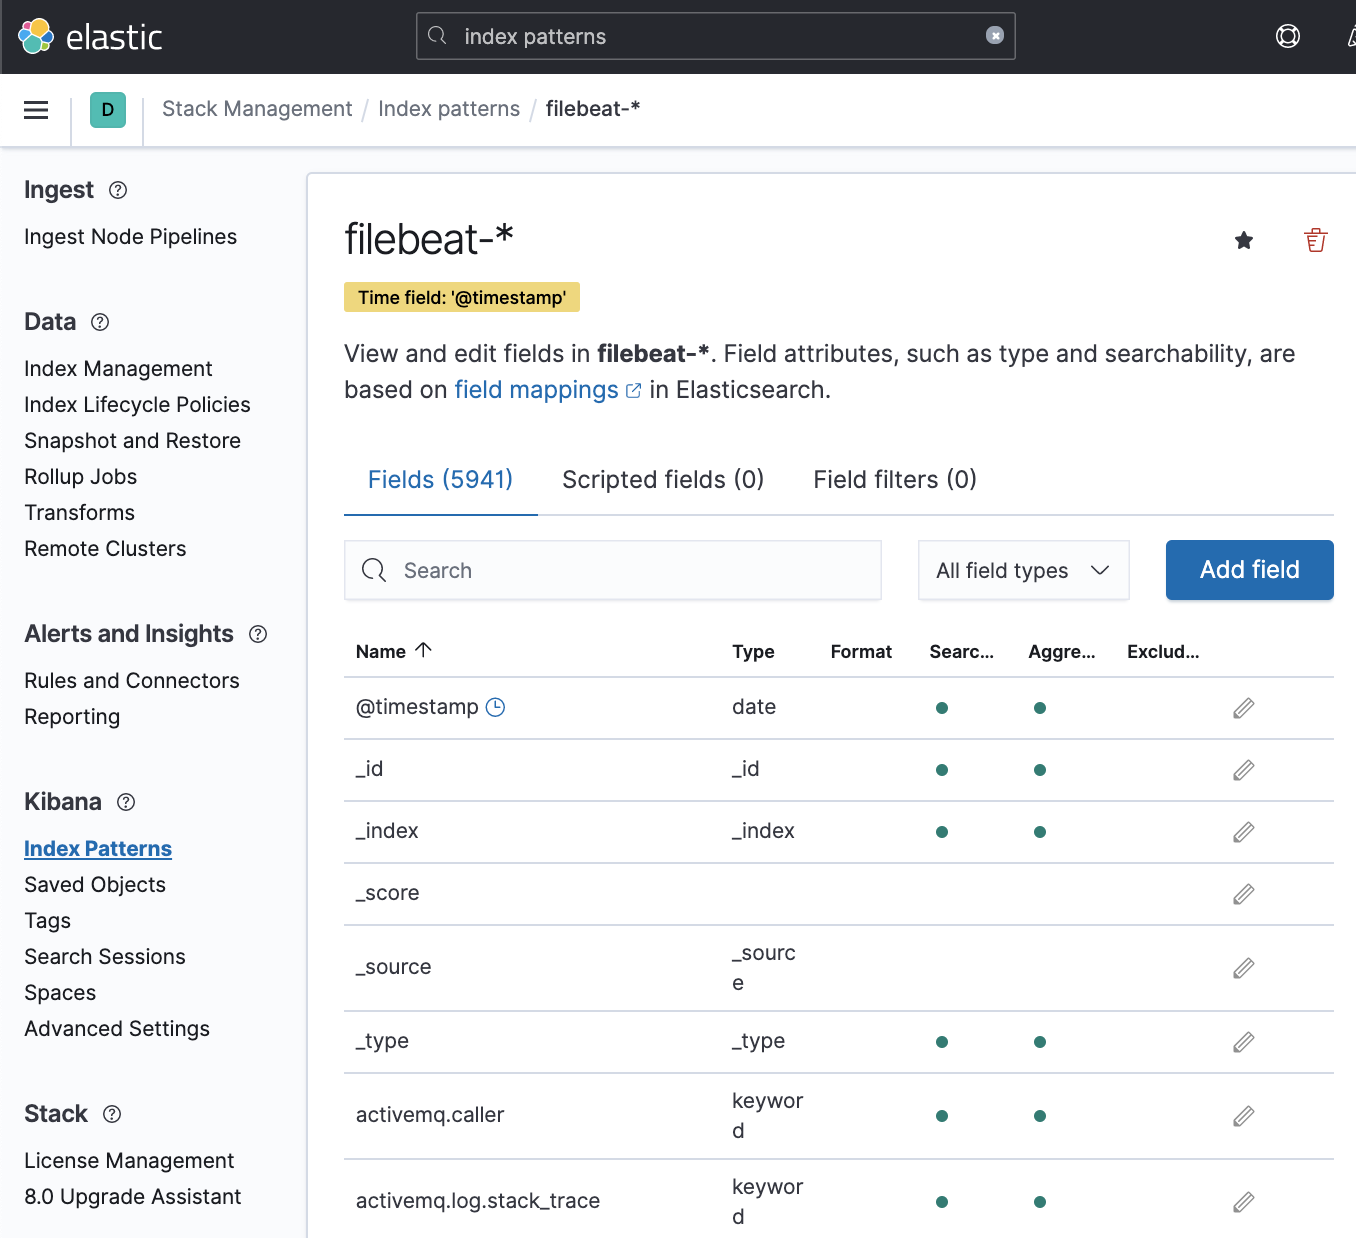 elastic
index patterns
D
Stack Management / Index patterns / filebeat-*
Ingest
Ingest Node Pipelines
Data
Index Management
Index Lifecycle Policies
Snapshot and Restore
Rollup Jobs
Transforms
Remote Clusters
Alerts and Insights
Rules and Connectors
Reporting
Kibana
Index Patterns
Saved Objects
Tags
Search Sessions
Spaces
Advanced Settings
Stack
License Management
8.0 Upgrade Assistant
filebeat-*
Time field: '@timestamp'
View and edit fields in filebeat-*. Field attributes, such as type and searchability, are
based on field mappings in Elasticsearch.
Fields (5941) Scripted fields (0) Field filters (0)
Search All field types Add field
Name Type Format Searc... Aggre... Exclud...
@timestamp date
_id _id
_index _index
_score
_source _sourc
e
_type _type
activemq.caller keywor
d
activemq.log.stack_trace keywor
d